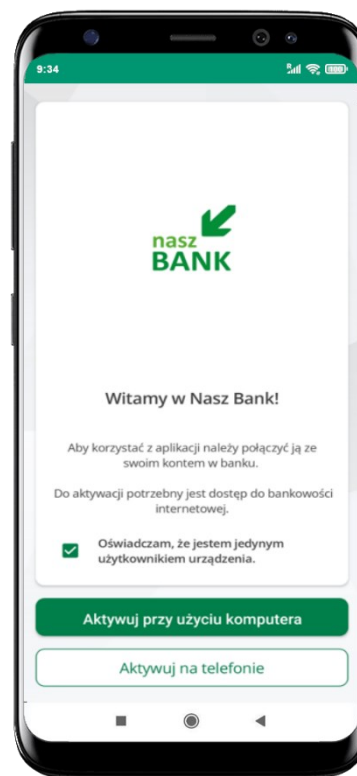 9:34
nasz
BANK
Witamy w Nasz Bank!
Aby korzystać z aplikacji należy połączyć ją ze
swoim kontem w banku.
Do aktywacji potrzebny jest dostęp do bankowości
internetowej.
Oświadczam, że jestem jedynym
użytkownikiem urządzenia.
Aktywuj przy użyciu komputera
Aktywuj na telefonie